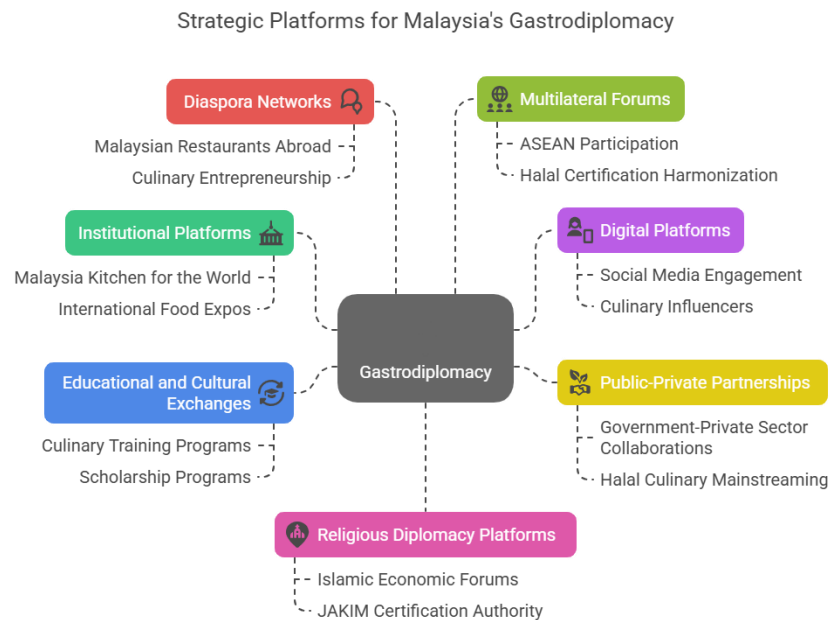 Strategic Platforms for Malaysia's Gastrodiplomacy
Diaspora Networks
Malaysian Restaurants Abroad
Culinary Entrepreneurship
Multilateral Forums
ASEAN Participation
Halal Certification Harmonization
Institutional Platforms
Malaysia Kitchen for the World
International Food Expos
Digital Platforms
Social Media Engagement
Culinary Influencers
Gastrodiplomacy
Educational and Cultural
Exchanges
Culinary Training Programs
Scholarship Programs
Public-Private Partnerships
Government-Private Sector
Collaborations
Halal Culinary Mainstreaming
Religious Diplomacy Platforms
Islamic Economic Forums
JAKIM Certification Authority